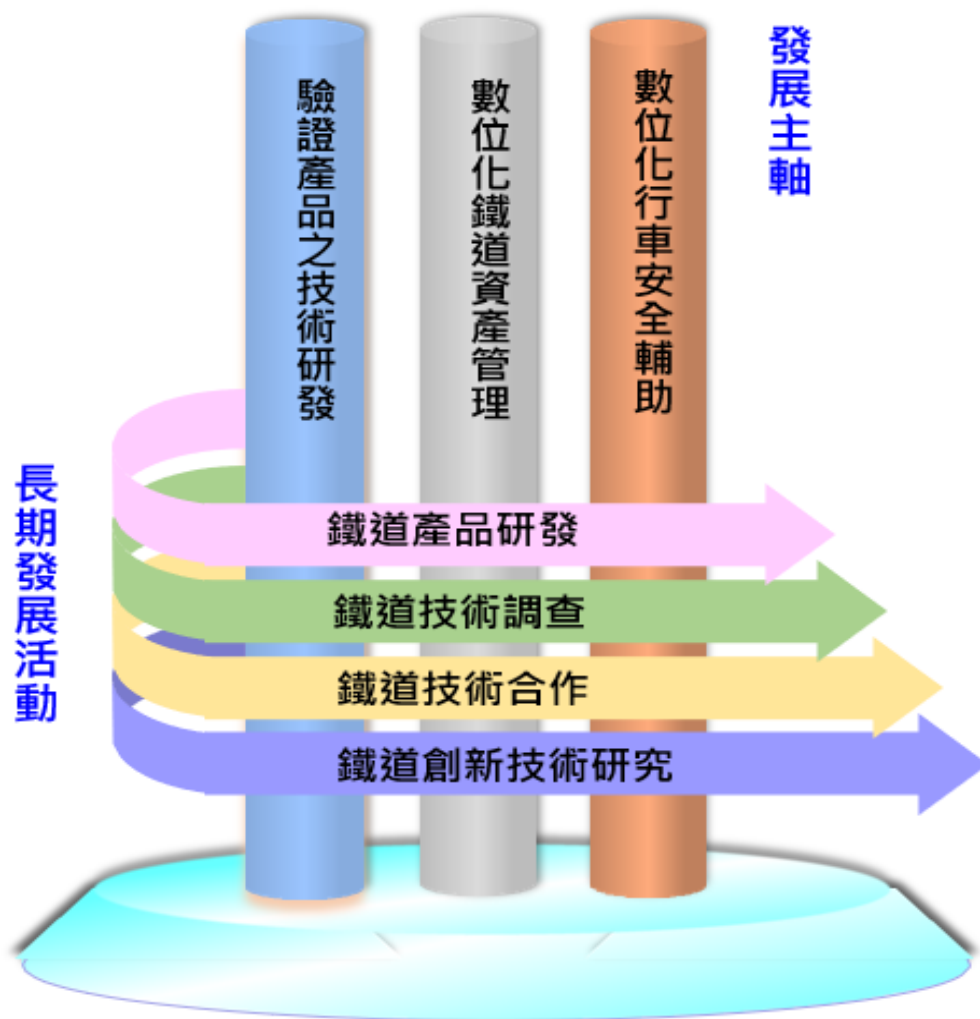 發展主軸
驗證產品之技術研發
數位化鐵道資產管理
數位化行車安全輔助
長期發展活動
鐵道產品研發
鐵道技術調查
鐵道技術合作
鐵道創新技術研究